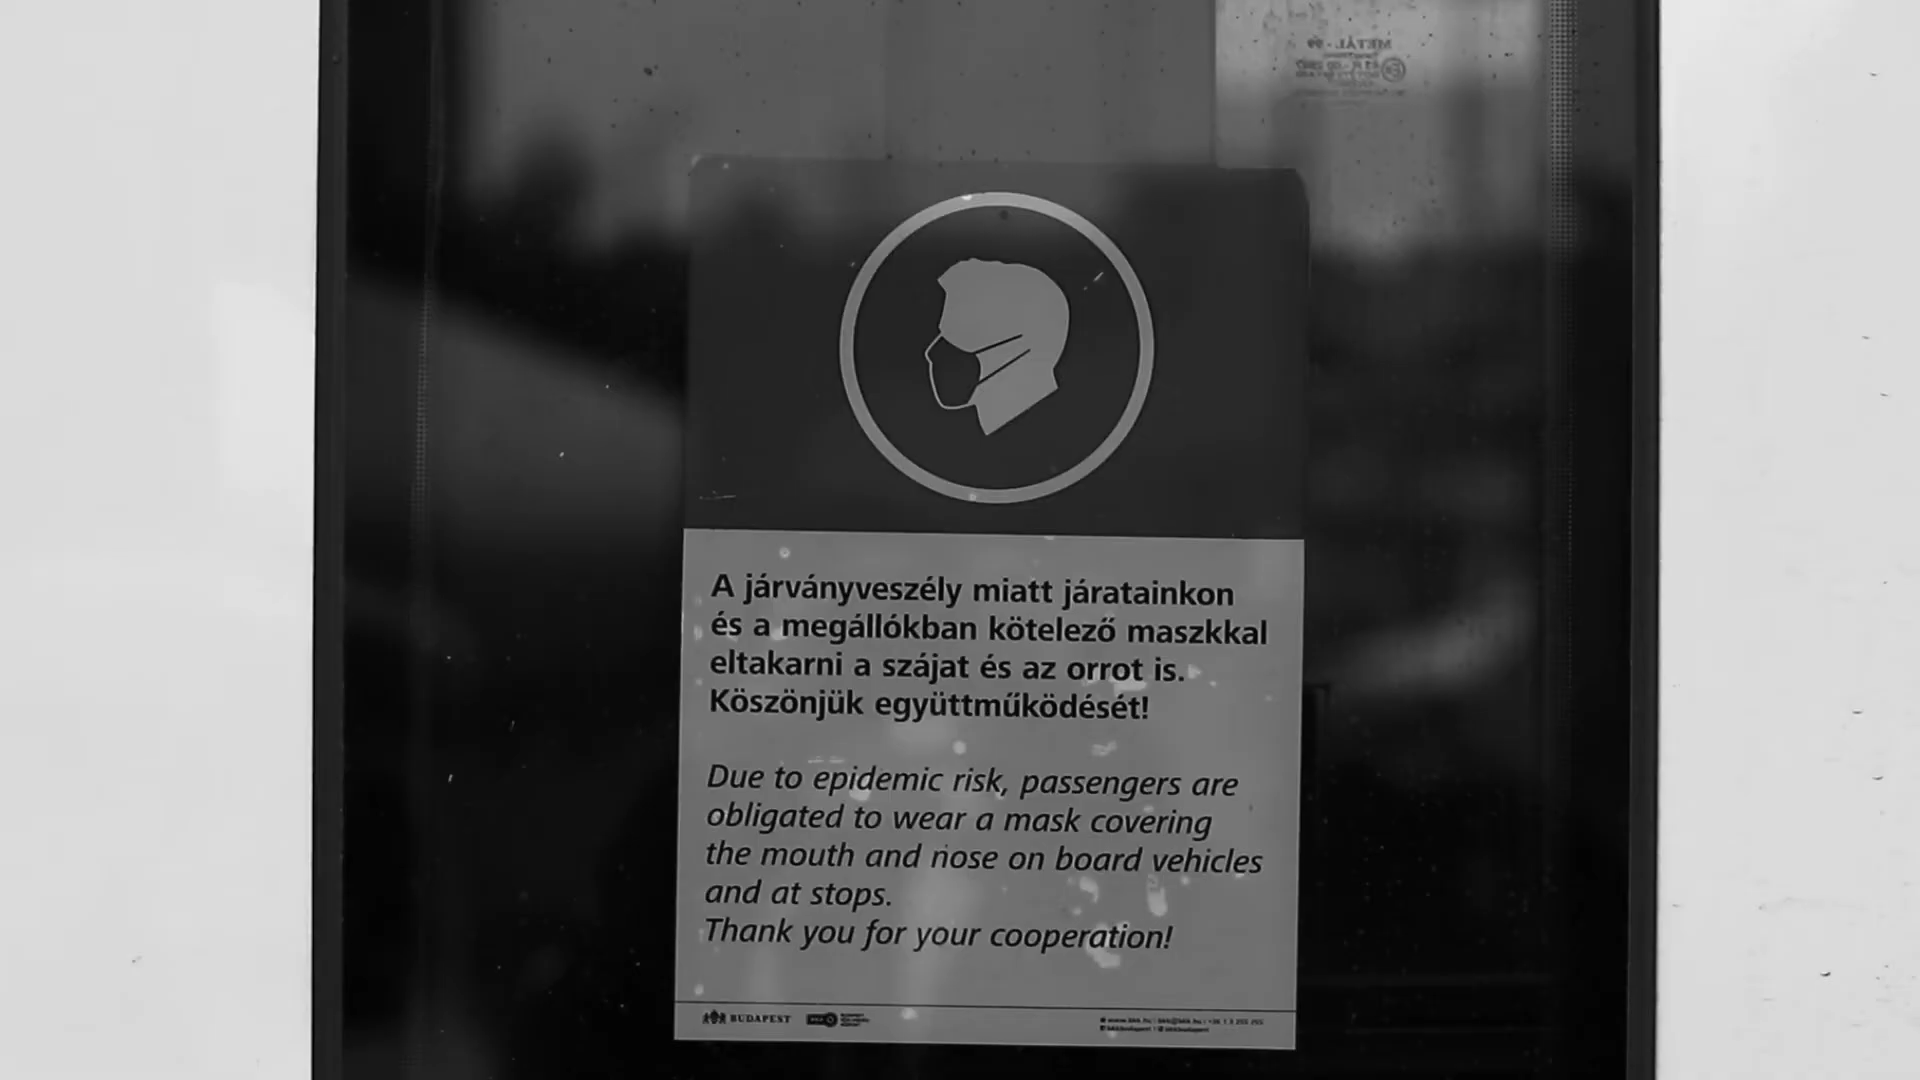 METÁL-99
A járványveszély miatt járatainkon
és a megállókban kötelező maszkkal
eltakarni a szájat és az orrot is.
Köszönjük együttműködését!
Due to epidemic risk, passengers are
obligated to wear a mask covering
the mouth and nose on board vehicles
and at stops.
Thank you for your cooperation!
BUDAPEST